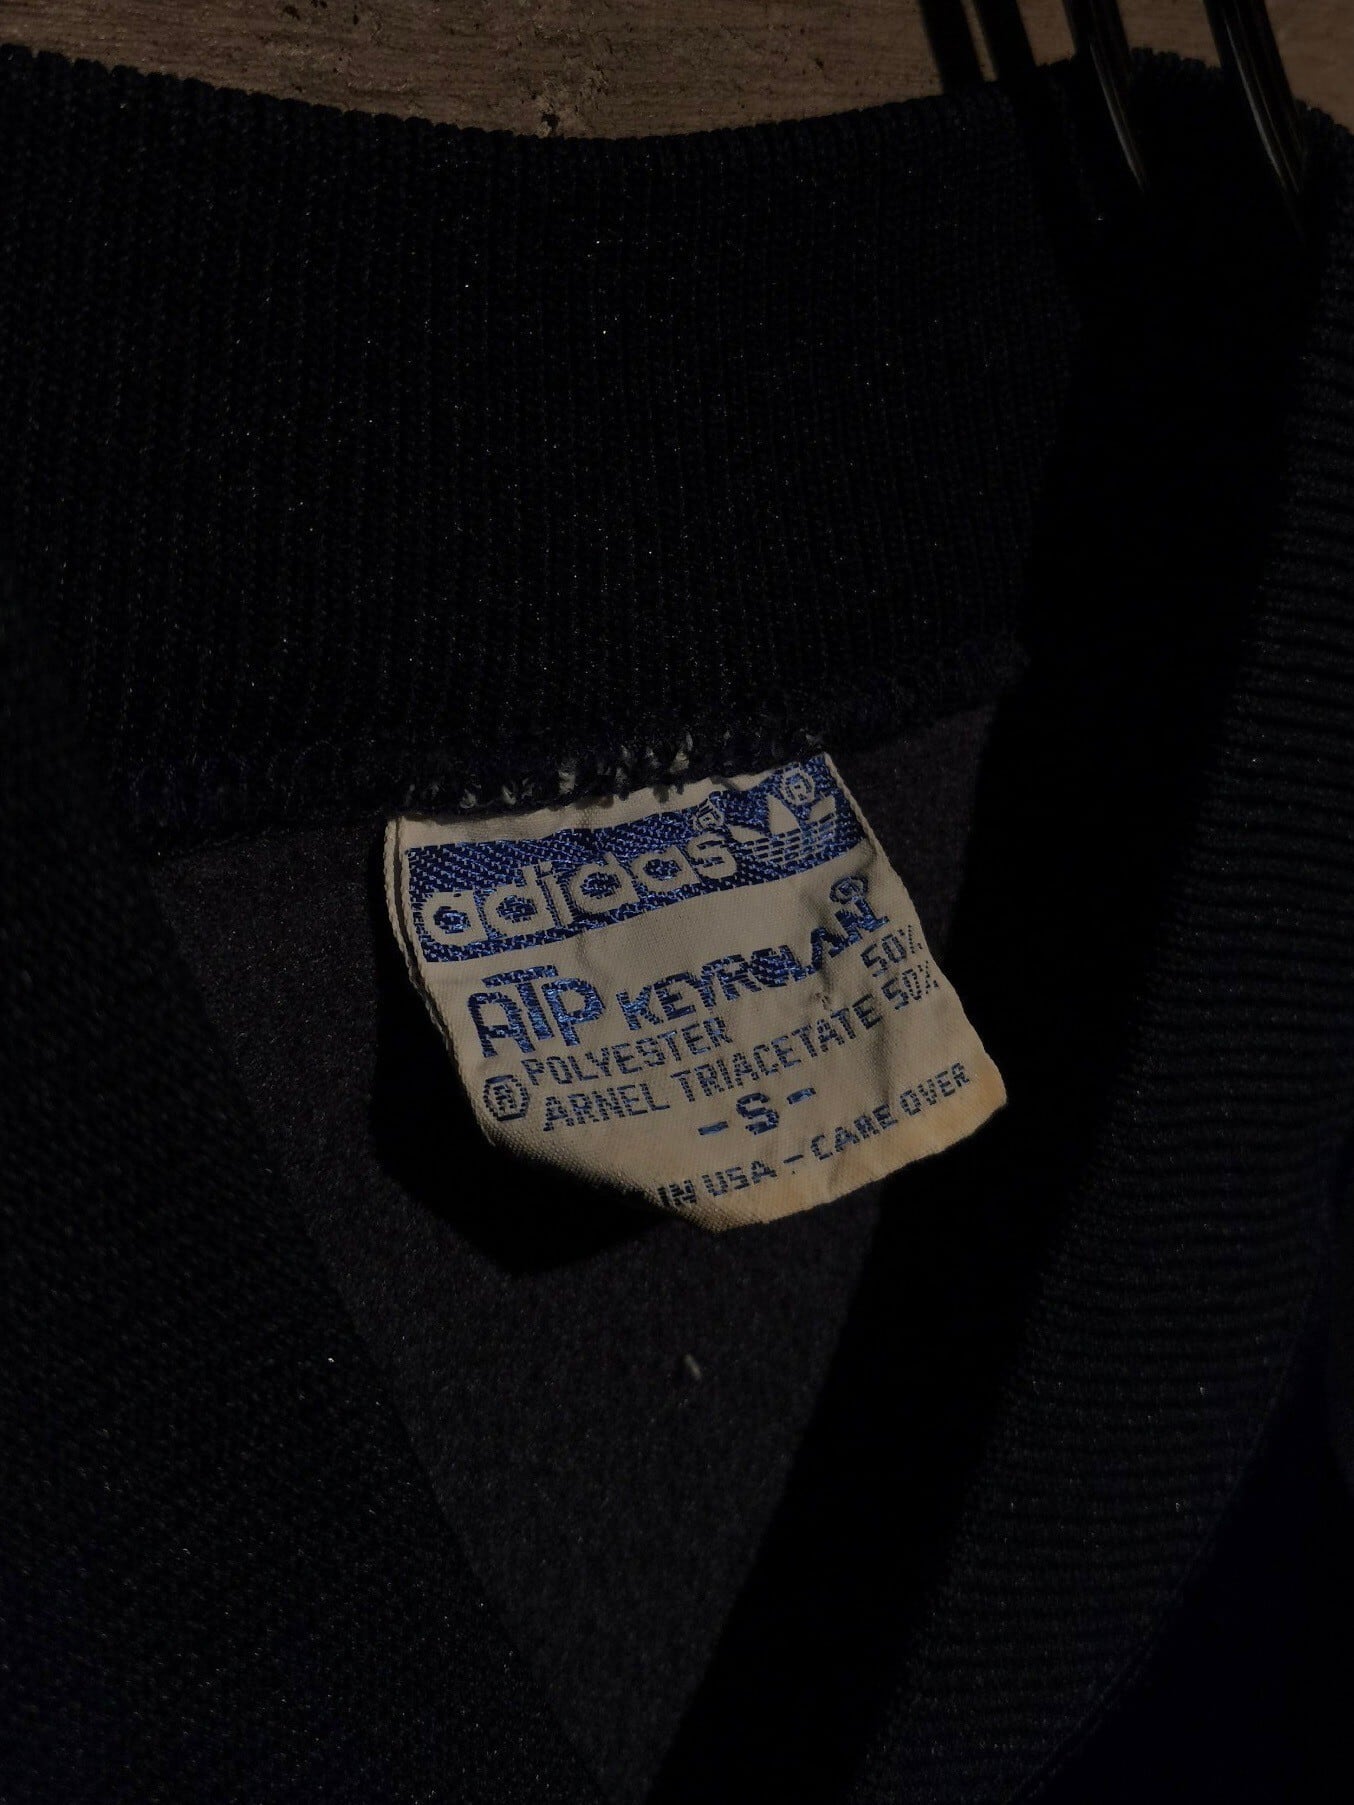 adidas®
®
ATP KEYROLAN®
POLYESTER 50%
® ARNEL TRIACETATE 50%
- S -
IN USA - CARE OVER